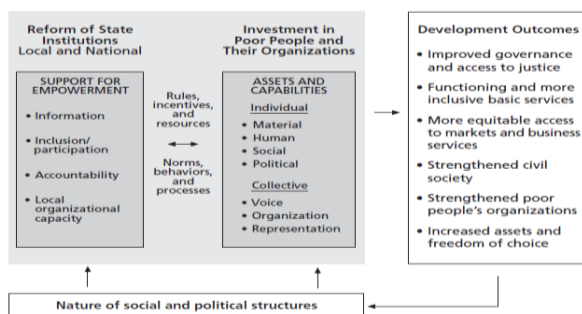 Reform of State
Institutions
Local and National
SUPPORT FOR
EMPOWERMENT
• Information
• Inclusion/
participation
• Accountability
• Local
organizational
capacity
Rules,
incentives,
and
resources
Norms,
behaviors,
and
processes
Investment in
Poor People and
Their Organizations
ASSETS AND
CAPABILITIES
Individual
• Material
• Human
• Social
• Political
Collective
• Voice
• Organization
• Representation
Development Outcomes
• Improved governance
and access to justice
• Functioning and more
inclusive basic services
• More equitable access
to markets and business
services
• Strengthened civil
society
• Strengthened poor
people's organizations
• Increased assets and
freedom of choice
Nature of social and political structures